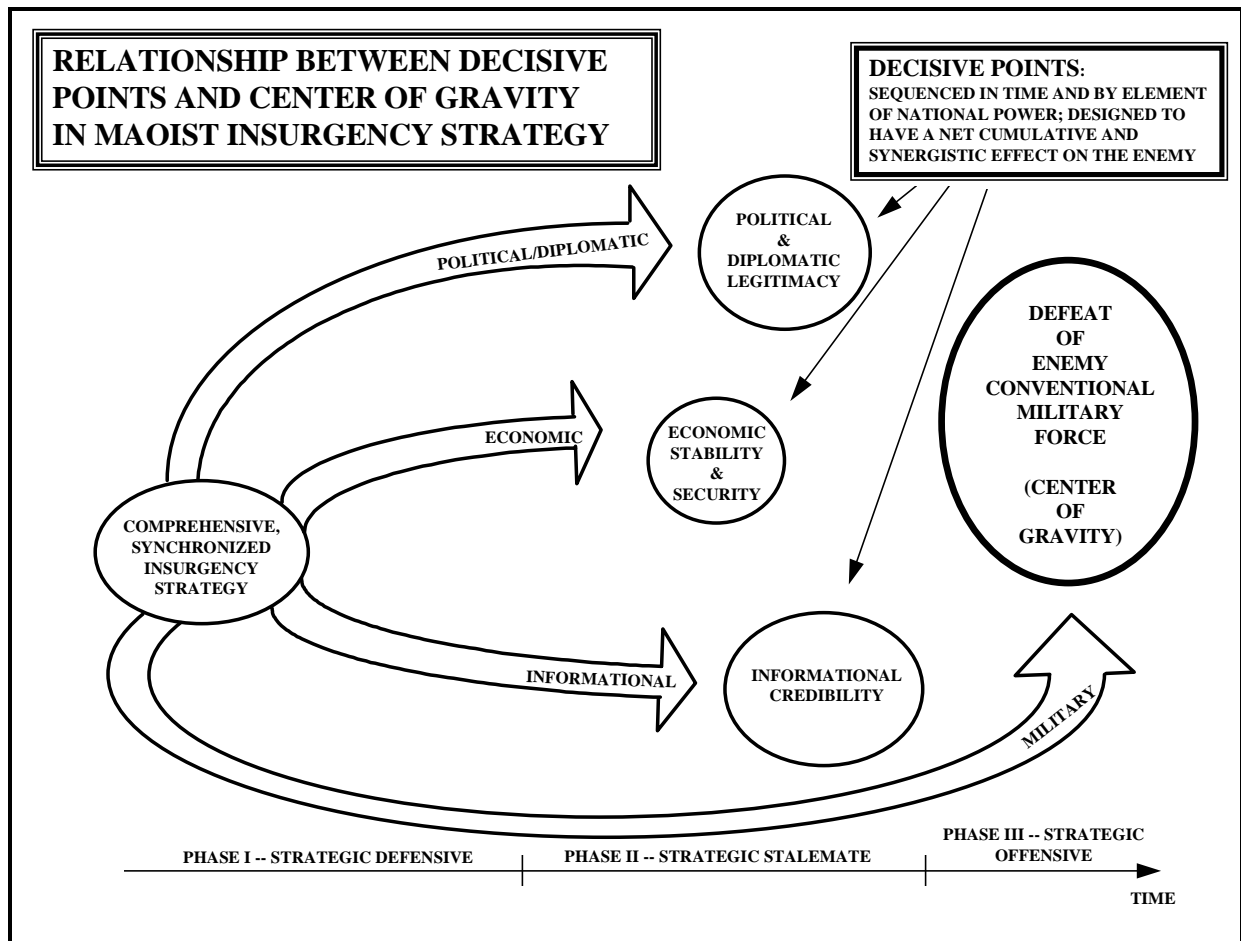 RELATIONSHIP BETWEEN DECISIVE
POINTS AND CENTER OF GRAVITY
IN MAOIST INSURGENCY STRATEGY
DECISIVE POINTS:
SEQUENCED IN TIME AND BY ELEMENT
OF NATIONAL POWER; DESIGNED TO
HAVE A NET CUMULATIVE AND
SYNERGISTIC EFFECT ON THE ENEMY
POLITICAL/DIPLOMATIC
POLITICAL
&
DIPLOMATIC
LEGITIMACY
DEFEAT
OF
ENEMY
CONVENTIONAL
MILITARY
FORCE
(CENTER
OF
GRAVITY)
ECONOMIC
ECONOMIC
STABILITY
&
SECURITY
COMPREHENSIVE,
SYNCHRONIZED
INSURGENCY
STRATEGY
INFORMATIONAL
INFORMATIONAL
CREDIBILITY
MILITARY
PHASE I -- STRATEGIC DEFENSIVE
PHASE II -- STRATEGIC STALEMATE
PHASE III -- STRATEGIC
OFFENSIVE
TIME